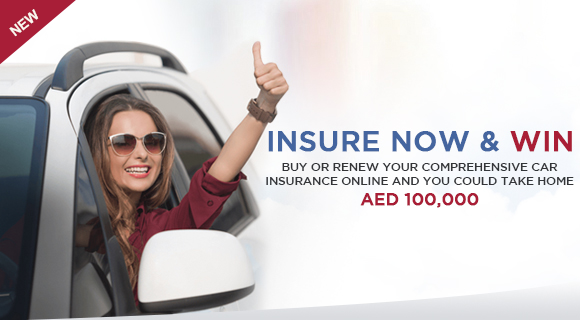 NEW
INSURE NOW & WIN
BUY OR RENEW YOUR COMPREHENSIVE CAR
INSURANCE ONLINE AND YOU COULD TAKE HOME
AED 100,000